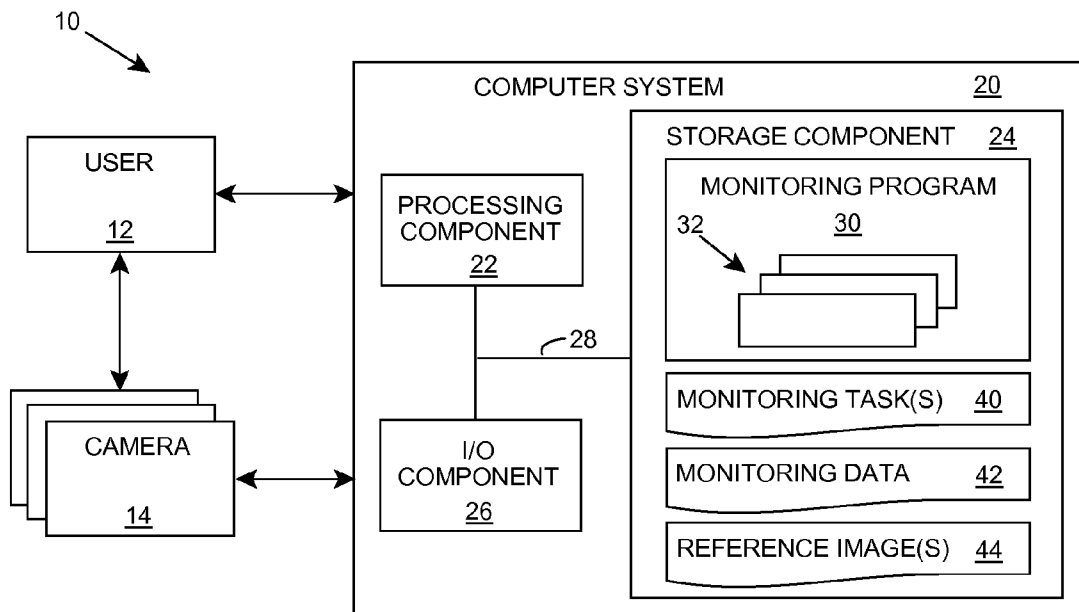 10
COMPUTER SYSTEM 20
USER
12
STORAGE COMPONENT 24
MONITORING PROGRAM
30
32
PROCESSING
COMPONENT
22
28
CAMERA
14
I/O
COMPONENT
26
MONITORING TASK(S) 40
MONITORING DATA 42
REFERENCE IMAGE(S) 44